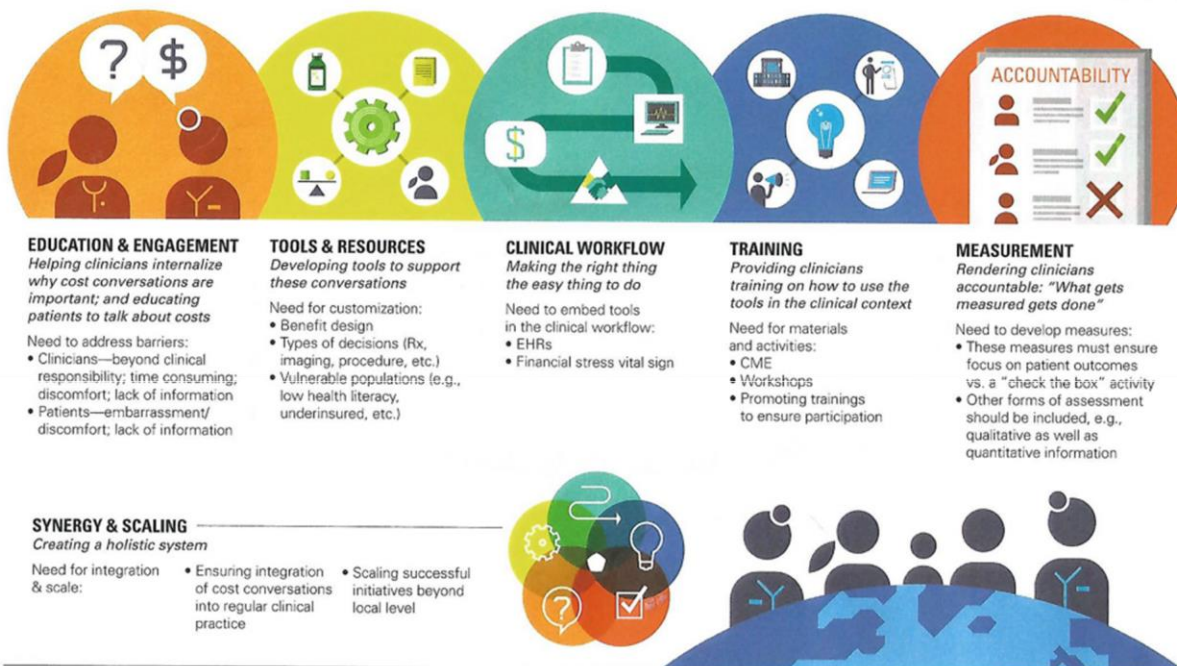 ? $
ACCOUNTABILITY
$
EDUCATION & ENGAGEMENT
Helping clinicians internalize
why cost conversations are
important; and educating
patients to talk about costs
Need to address barriers:
• Clinicians—beyond clinical
responsibility; time consuming;
discomfort; lack of information
• Patients—embarrassment/
discomfort; lack of information
TOOLS & RESOURCES
Developing tools to support
these conversations
Need for customization:
• Benefit design
• Types of decisions (Rx,
imaging, procedure, etc.)
• Vulnerable populations (e.g.,
low health literacy,
underinsured, etc.)
CLINICAL WORKFLOW
Making the right thing
the easy thing to do
Need to embed tools
in the clinical workflow:
• EHRs
• Financial stress vital sign
TRAINING
Providing clinicians
training on how to use the
tools in the clinical context
Need for materials
and activities:
• CME
• Workshops
• Promoting trainings
to ensure participation
MEASUREMENT
Rendering clinicians
accountable: "What gets
measured gets done"
Need to develop measures:
• These measures must ensure
focus on patient outcomes
vs. a "check the box" activity
• Other forms of assessment
should be included, e.g.,
qualitative as well as
quantitative information
SYNERGY & SCALING
Creating a holistic system
Need for integration
& scale:
• Ensuring integration
of cost conversations
into regular clinical
practice
• Scaling successful
initiatives beyond
local level
?